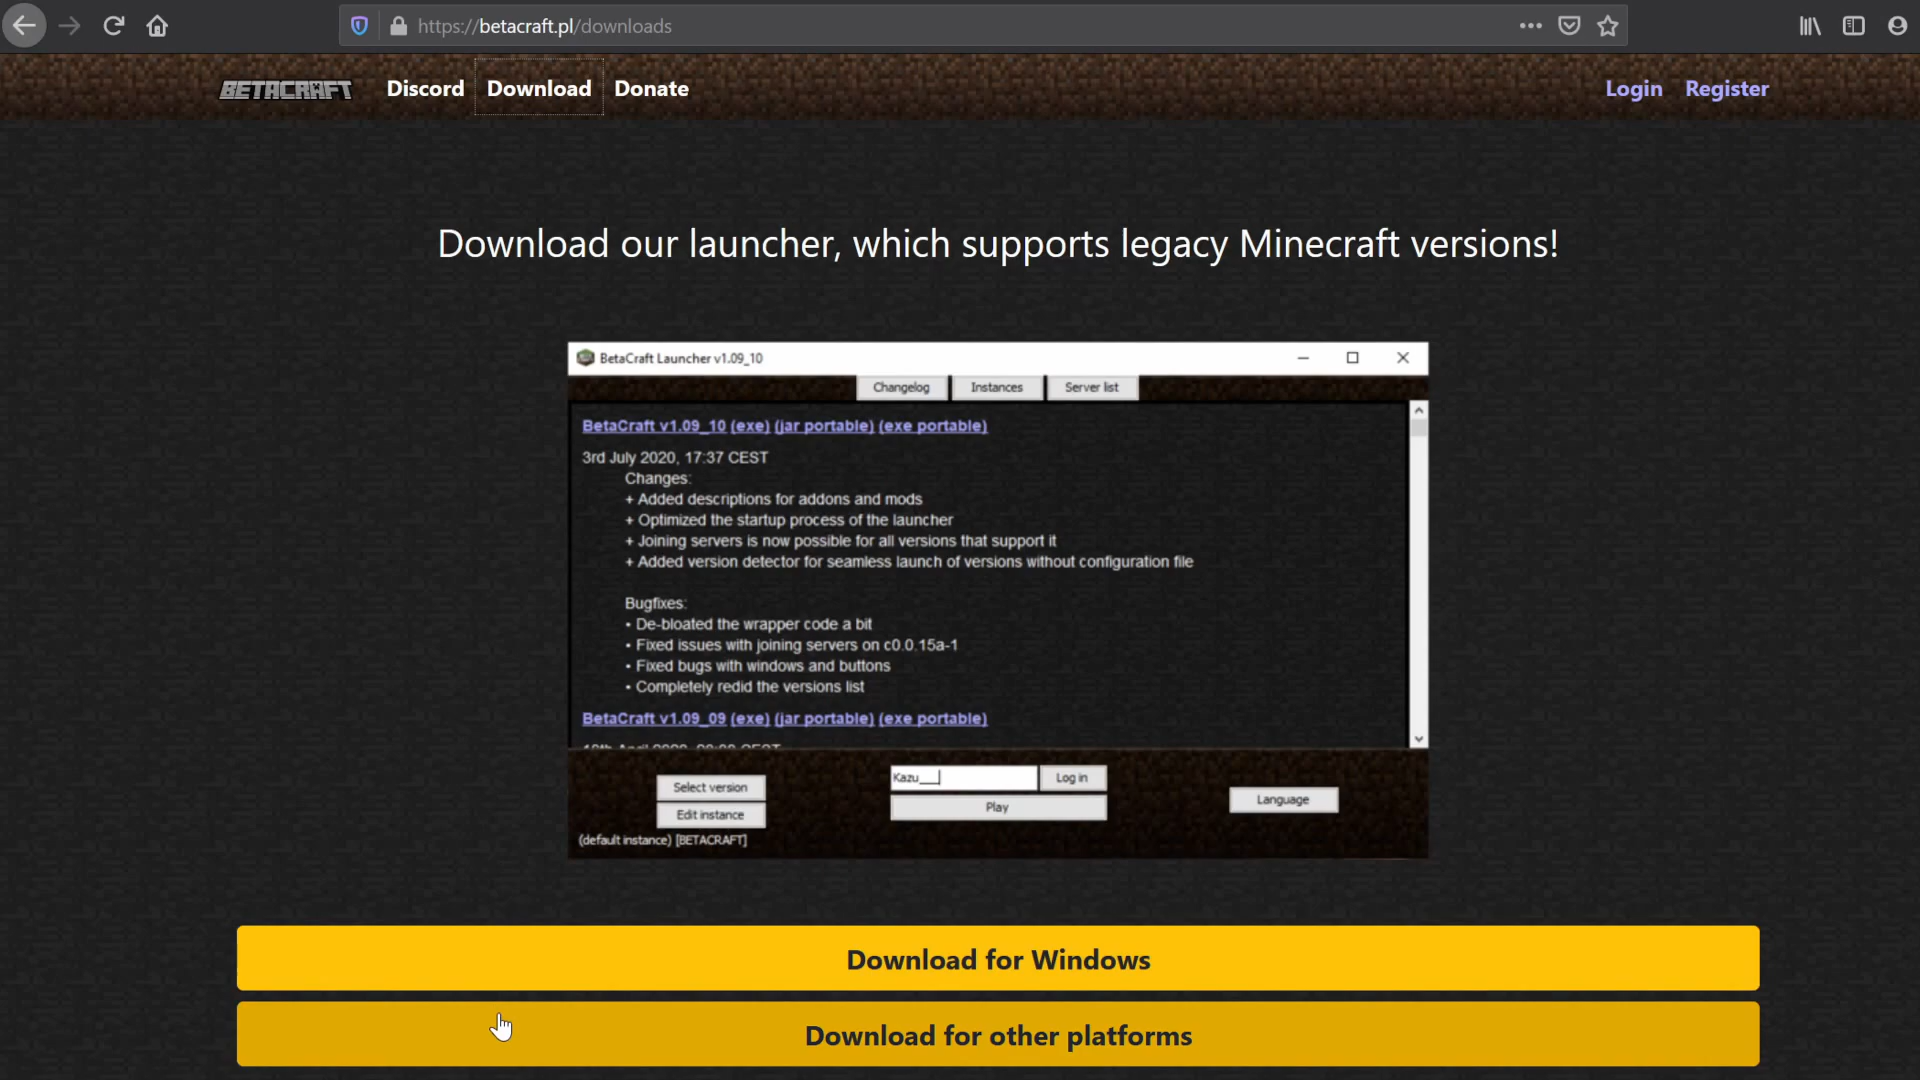 https://betacraft.pl/downloads
BETACRAFT Discord Download Donate Login Register
Download our launcher, which supports legacy Minecraft versions!
BetaCraft Launcher v1.09_10
Changelog Instances Server list
BetaCraft v1.09_10 (exe) (jar portable) (exe portable)
3rd July 2020, 17:37 CEST
Changes:
+ Added descriptions for addons and mods
+ Optimized the startup process of the launcher
+ Joining servers is now possible for all versions that support it
+ Added version detector for seamless launch of versions without configuration file
Bugfixes:
• De-bloated the wrapper code a bit
• Fixed issues with joining servers on c0.0.15a-1
• Fixed bugs with windows and buttons
• Completely redid the versions list
BetaCraft v1.09_09 (exe) (jar portable) (exe portable)
Select version
Kazu___ Log in
Edit instance
Play
Language
(default instance) [BETACRAFT]
Download for Windows
Download for other platforms